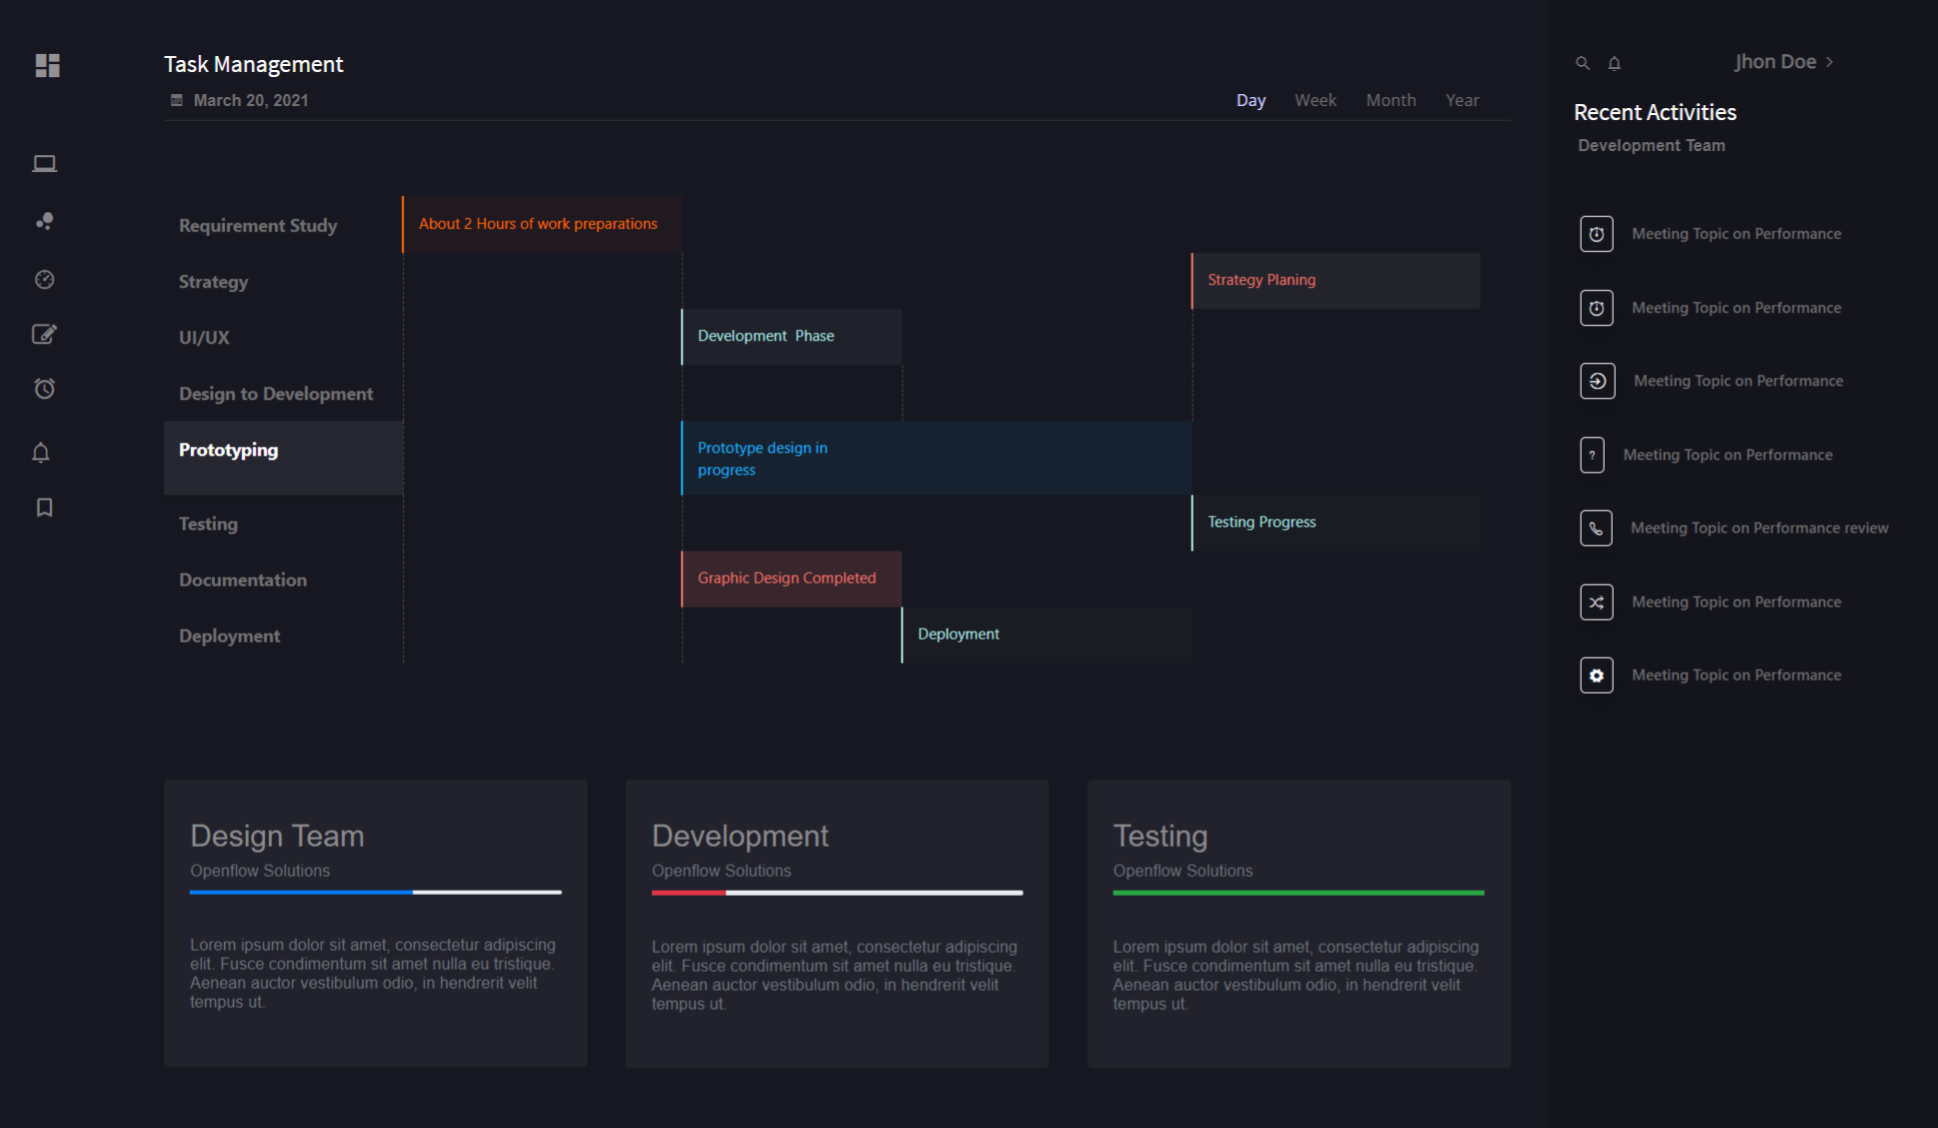 Task Management
March 20, 2021
Day
Week
Month
Year
Requirement Study
About 2 Hours of work preparations
Strategy
Strategy Planing
UI/UX
Development  Phase
Design to Development
Prototyping
Prototype design in
progress
Testing
Testing Progress
Documentation
Graphic Design Completed
Deployment
Deployment
Design Team
Openflow Solutions
Lorem ipsum dolor sit amet, consectetur adipiscing
elit. Fusce condimentum sit amet nulla eu tristique.
Aenean auctor vestibulum odio, in hendrerit velit
tempus ut.
Development
Openflow Solutions
Lorem ipsum dolor sit amet, consectetur adipiscing
elit. Fusce condimentum sit amet nulla eu tristique.
Aenean auctor vestibulum odio, in hendrerit velit
tempus ut.
Testing
Openflow Solutions
Lorem ipsum dolor sit amet, consectetur adipiscing
elit. Fusce condimentum sit amet nulla eu tristique.
Aenean auctor vestibulum odio, in hendrerit velit
tempus ut.
Jhon Doe
Recent Activities
Development Team
Meeting Topic on Performance
Meeting Topic on Performance
Meeting Topic on Performance
? Meeting Topic on Performance
Meeting Topic on Performance review
Meeting Topic on Performance
Meeting Topic on Performance